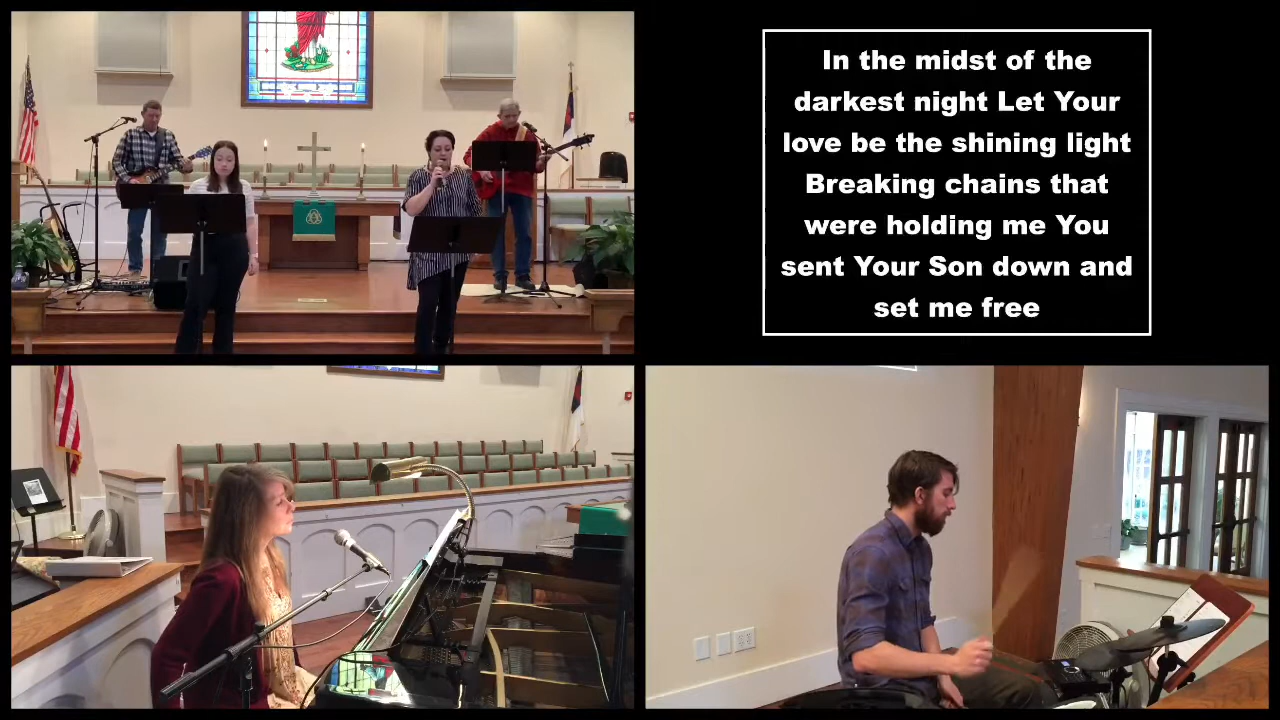 In the midst of the
darkest night Let Your
love be the shining light
Breaking chains that
were holding me You
sent Your Son down and
set me free